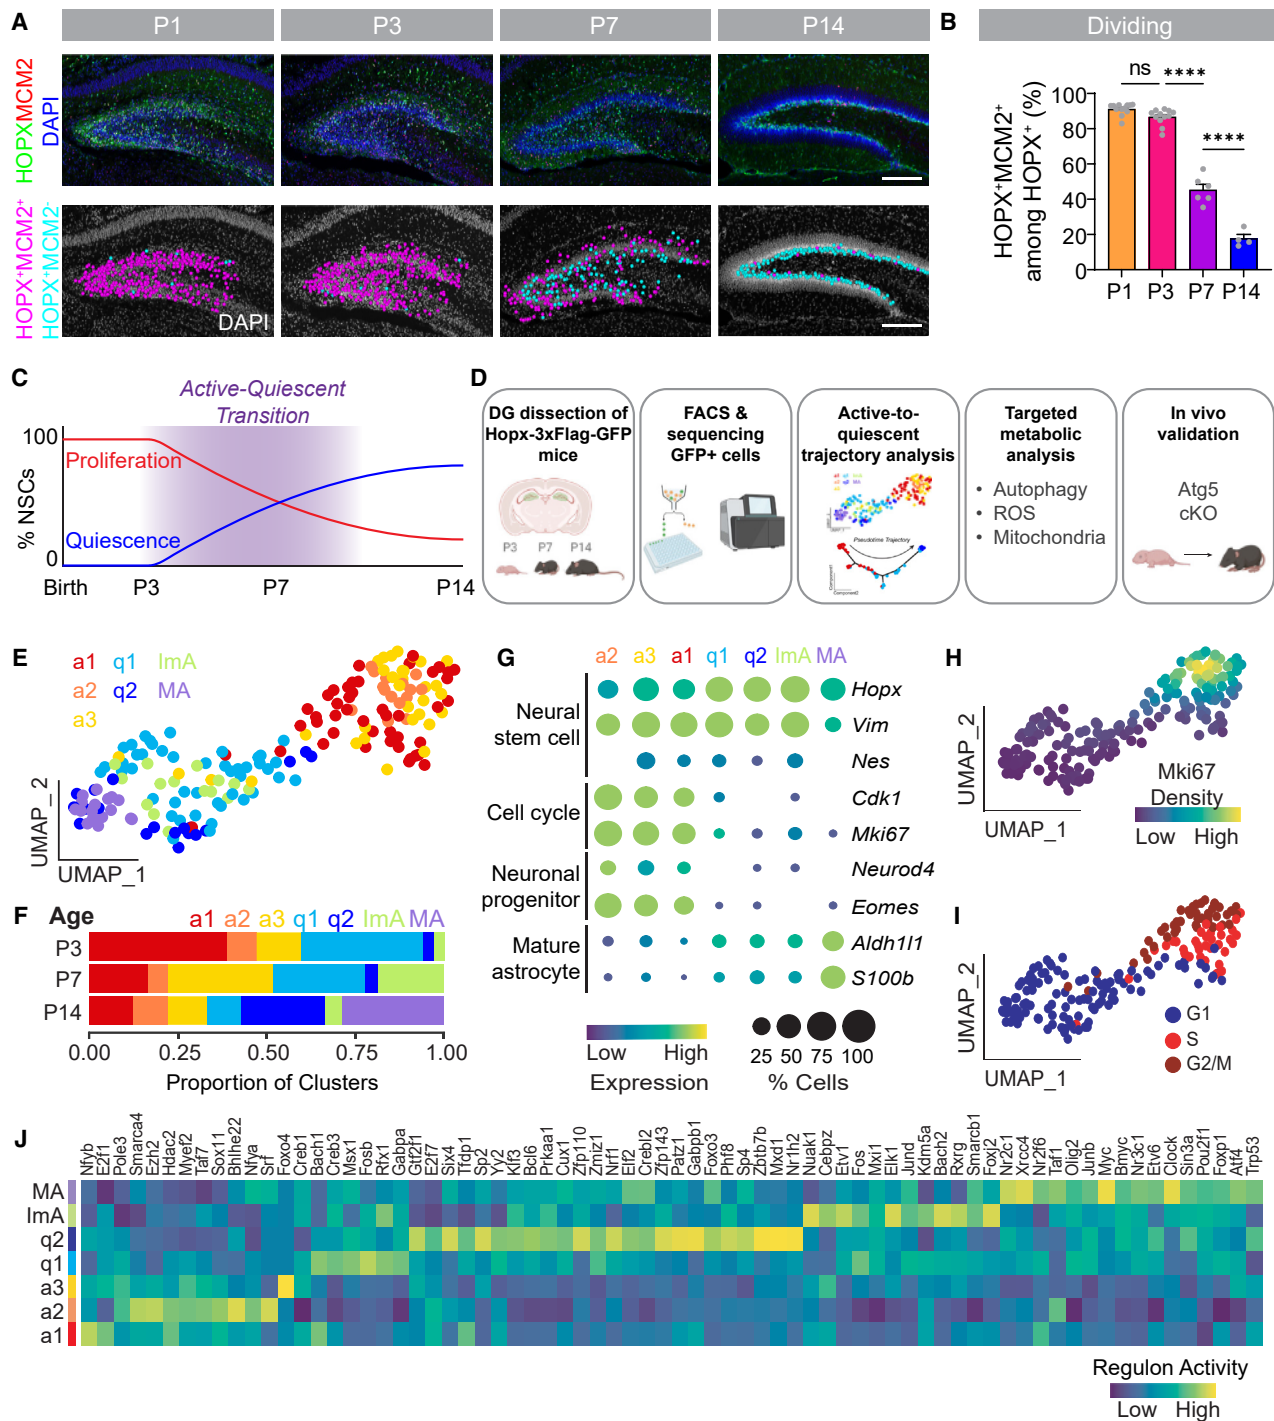 A
P1
P3
P7
P14
HOPX MCM2
DAPI
HOPX+MCM2+
HOPX+MCM2-
DAPI
B
Dividing
ns
****
****
HOPX+MCM2+
among HOPX+ (%)
100
80
60
40
20
0
P1 P3 P7 P14
C
Active-Quiescent
Transition
% NSCs
100
Proliferation
Quiescence
0
Birth P3 P7 P14
D
DG dissection of
Hopx-3xFlag-GFP
mice
P3 P7 P14
FACS &
sequencing
GFP+ cells
Active-to-
quiescent
trajectory analysis
Pseudotime Trajectory
Component1
Component2
Targeted
metabolic
analysis
• Autophagy
• ROS
• Mitochondria
In vivo
validation
Atg5
cKO
E
a1 q1 ImA
a2 q2 MA
a3
UMAP_2
UMAP_1
F
Age
a1 a2 a3 q1 q2 ImA MA
P3
P7
P14
0.00 0.25 0.50 0.75 1.00
Proportion of Clusters
G
a2 a3 a1 q1 q2 ImA MA
Neural
stem cell
Hopx
Vim
Nes
Cell cycle
Cdk1
Mki67
Neuronal
progenitor
Neurod4
Eomes
Mature
astrocyte
Aldh1l1
S100b
Low High
Expression
25 50 75 100
% Cells
H
UMAP_2
UMAP_1
Mki67
Density
Low High
I
UMAP_2
UMAP_1
G1
S
G2/M
J
Nfyb E2f1 Pole3 Smarca4 Ezh2 Hdac2 Myef2 Taf7 Sox11 Bhlhe22 Nfya Srf Foxo4 Creb1 Bach1 Creb3 Msx1 Fosb Rfx1 Gabpa Gtf2f1 E2f7 Six4 Tfdp1 Sp2 Yy2 Klf3 Bcl6 Prkaa1 Cux1 Zfp110 Zmiz1 Nrf1 Elf2 Crebl2 Zfp143 Patz1 Gabpb1 Foxo3 Phf8 Sp4 Zbtb7b Mxd1 Nr1h2 Nuak1 Cebpz Etv1 Fos Mxi1 Elk1 Jund Kdm5a Bach2 Rxrg Smarcb1 Foxj2 Nr2c1 Xrcc4 Nr2f6 Taf1 Olig2 Junb Myc Bmyc Nr3c1 Etv6 Clock Sin3a Pou2f1 Foxp1 Atf4 Trp53
MA
ImA
q2
q1
a3
a2
a1
Regulon Activity
Low High